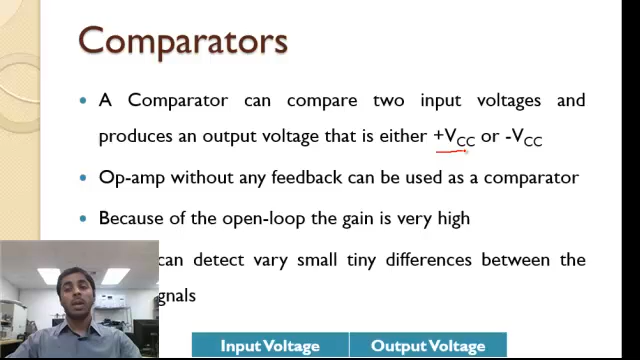 Comparators
A Comparator can compare two input voltages and
produces an output voltage that is either +VCC or -VCC
Op-amp without any feedback can be used as a comparator
Because of the open-loop the gain is very high
can detect vary small tiny differences between the
gnals
Input Voltage Output Voltage